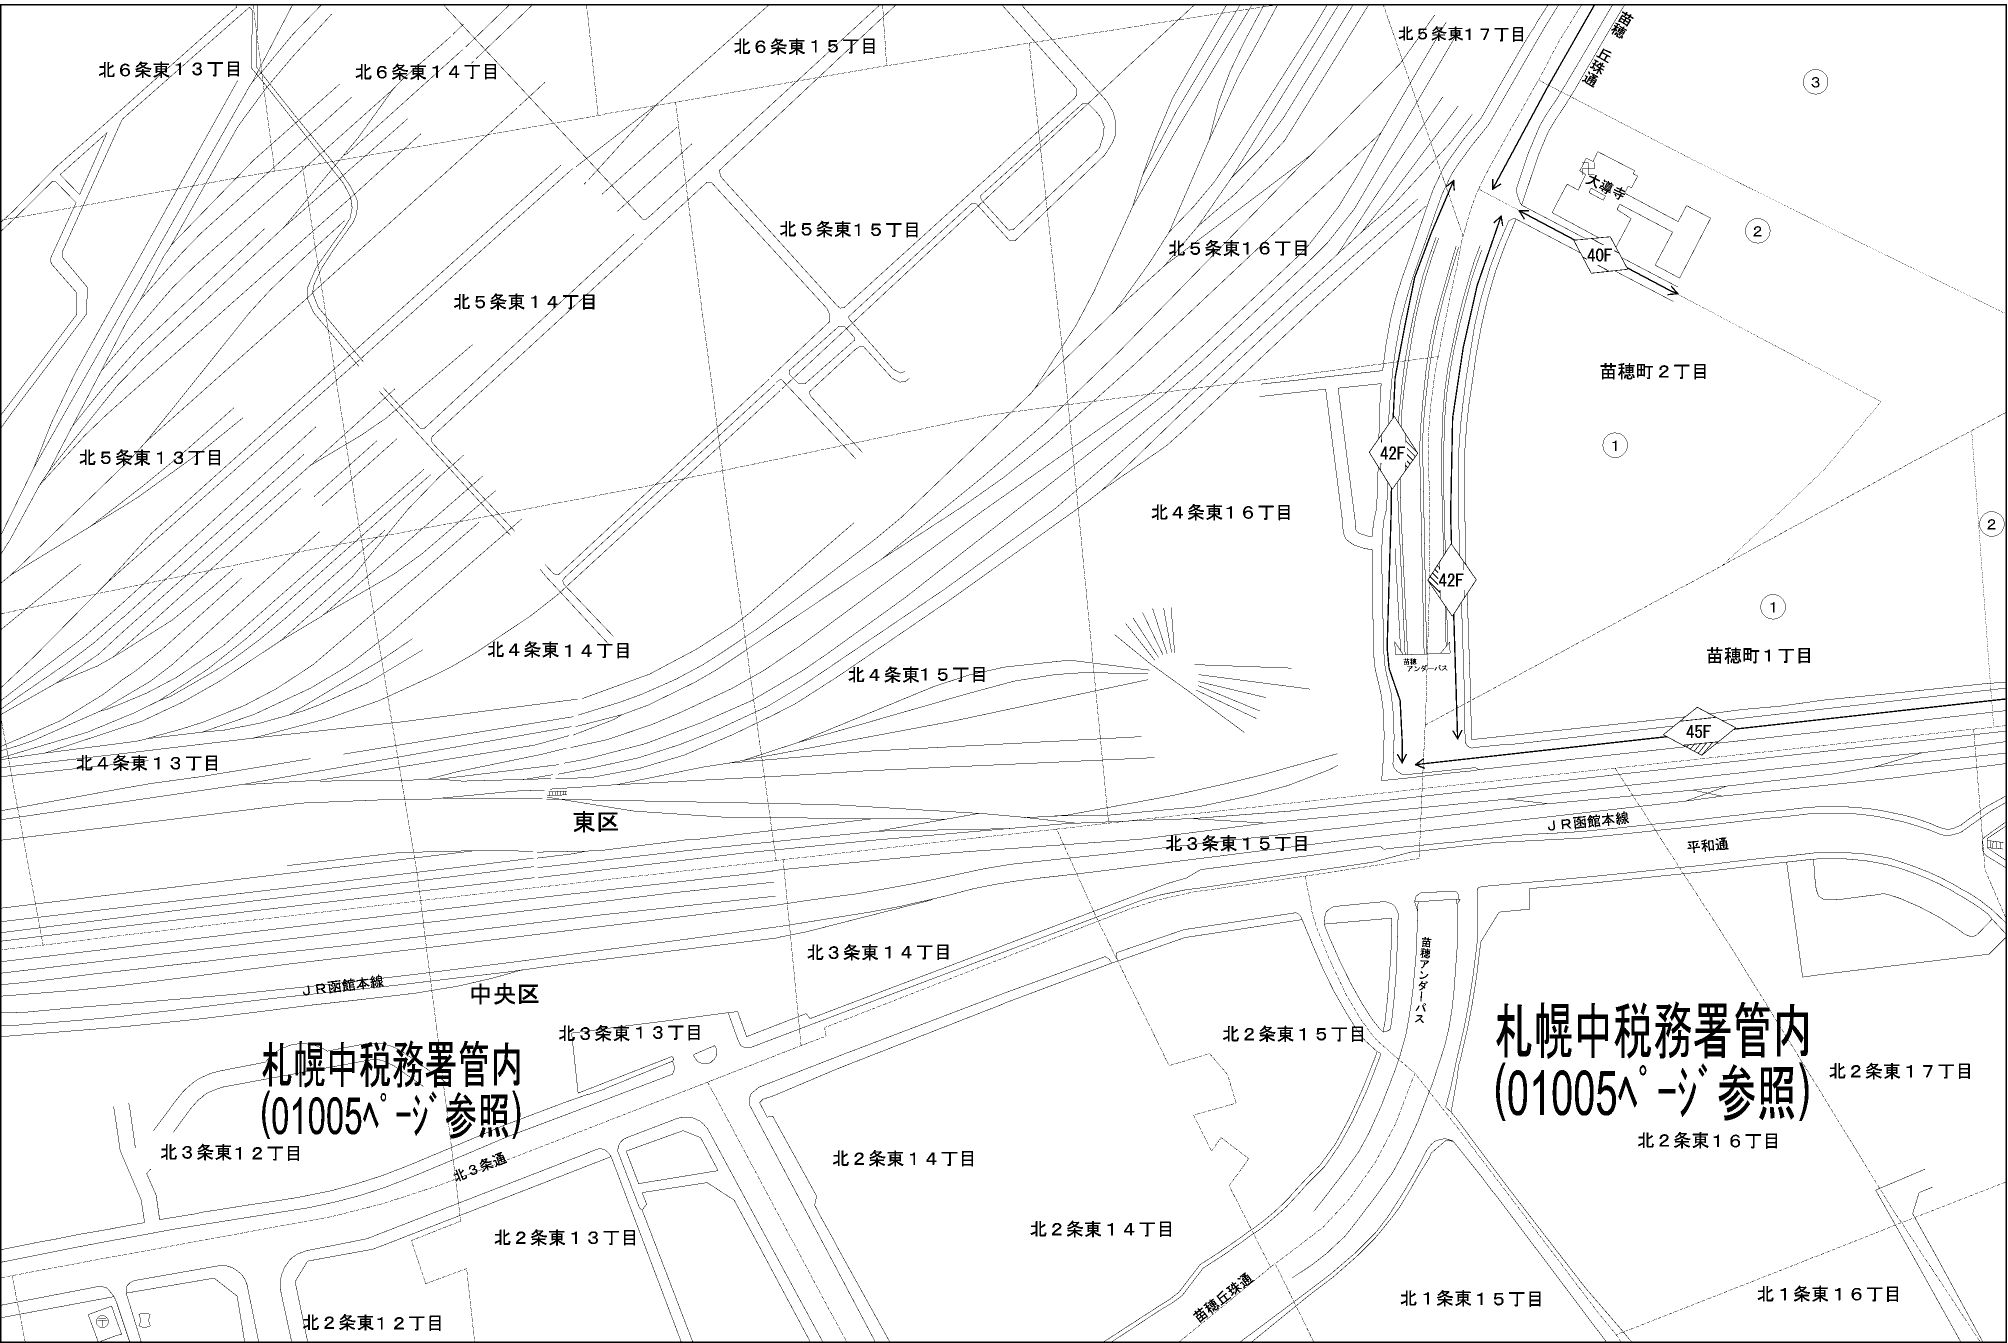 北６条東１３丁目
北６条東１４丁目
北６条東１５丁目
北５条東１７丁目
苗穂丘珠通
③
大導寺
②
40F
北５条東１５丁目
北５条東１６丁目
北５条東１４丁目
苗穂町２丁目
①
北５条東１３丁目
42F
北４条東１６丁目
②
42F
①
北４条東１４丁目
北４条東１５丁目
苗穂
アンダーパス
苗穂町１丁目
45F
北４条東１３丁目
東区
北３条東１５丁目
ＪＲ函館本線
平和通
北３条東１４丁目
苗穂アンダーパス
ＪＲ函館本線
中央区
北３条東１３丁目
北２条東１５丁目
札幌中税務署管内
(01005ﾍﾟｰｼﾞ参照)
札幌中税務署管内
(01005ﾍﾟｰｼﾞ参照)
北２条東１７丁目
北２条東１６丁目
北３条東１２丁目
北３条通
北２条東１４丁目
北２条東１３丁目
北２条東１４丁目
苗穂丘珠通
北１条東１５丁目
北１条東１６丁目
北２条東１２丁目